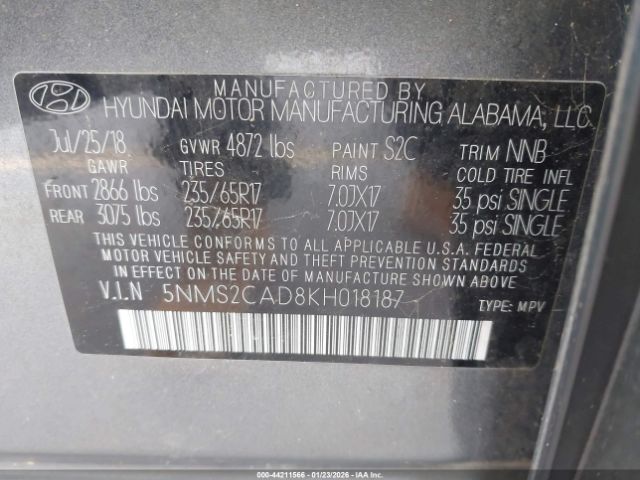 MANUFACTURED BY
HYUNDAI MOTOR MANUFACTURING ALABAMA, LLC
Jul/25/18 GVWR 4872 lbs PAINT S2C TRIM NNB
GAWR TIRES RIMS COLD TIRE INFL
FRONT 2866 lbs 235/65R17 7.0JX17 35 psi SINGLE
REAR 3075 lbs 235/65R17 7.0JX17 35 psi SINGLE
THIS VEHICLE CONFORMS TO ALL APPLICABLE U.S.A. FEDERAL
MOTOR VEHICLE SAFETY AND THEFT PREVENTION STANDARDS
IN EFFECT ON THE DATE OF MANUFACTURE SHOWN ABOVE
V.I.N 5NMS2CAD8KH018187 TYPE: MPV
000-44211566 - 01/23/2026 - IAAI.COM